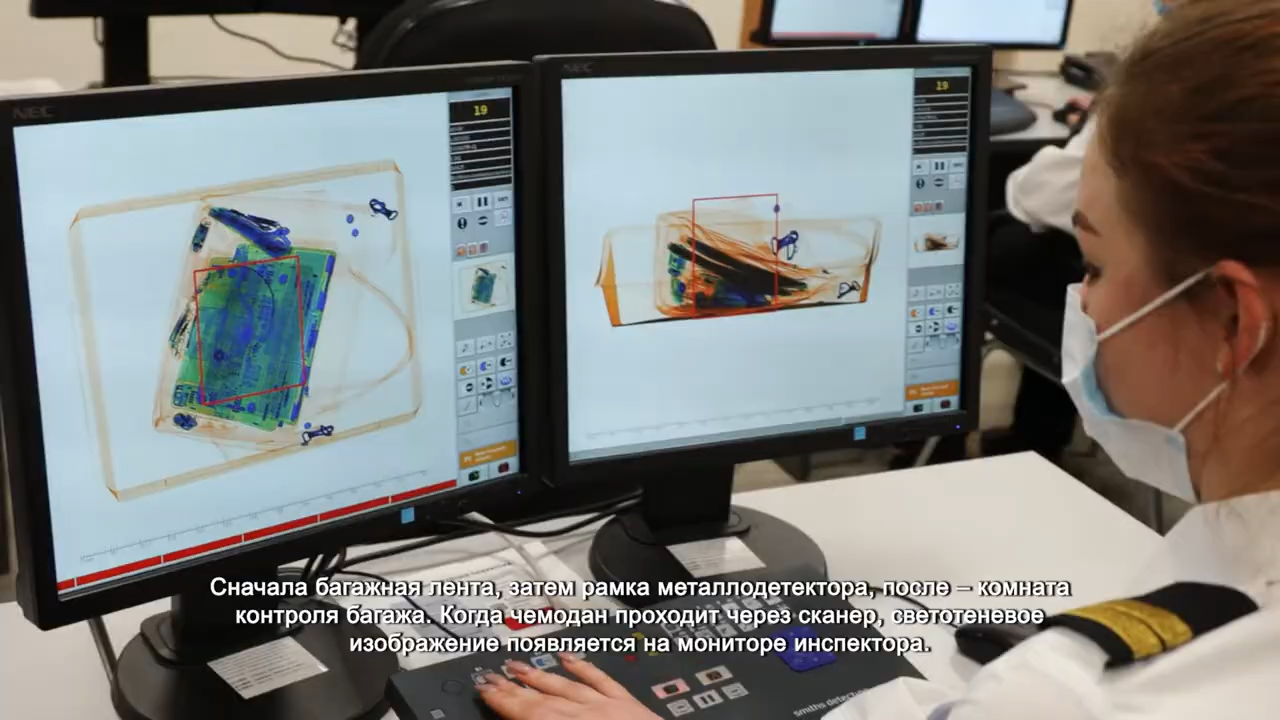 NEC
NEC
19
19
Сначала багажная лента, затем рамка металлодетектора, после – комната
контроля багажа. Когда чемодан проходит через сканер, светотеневое
изображение появляется на мониторе инспектора.
smiths detection